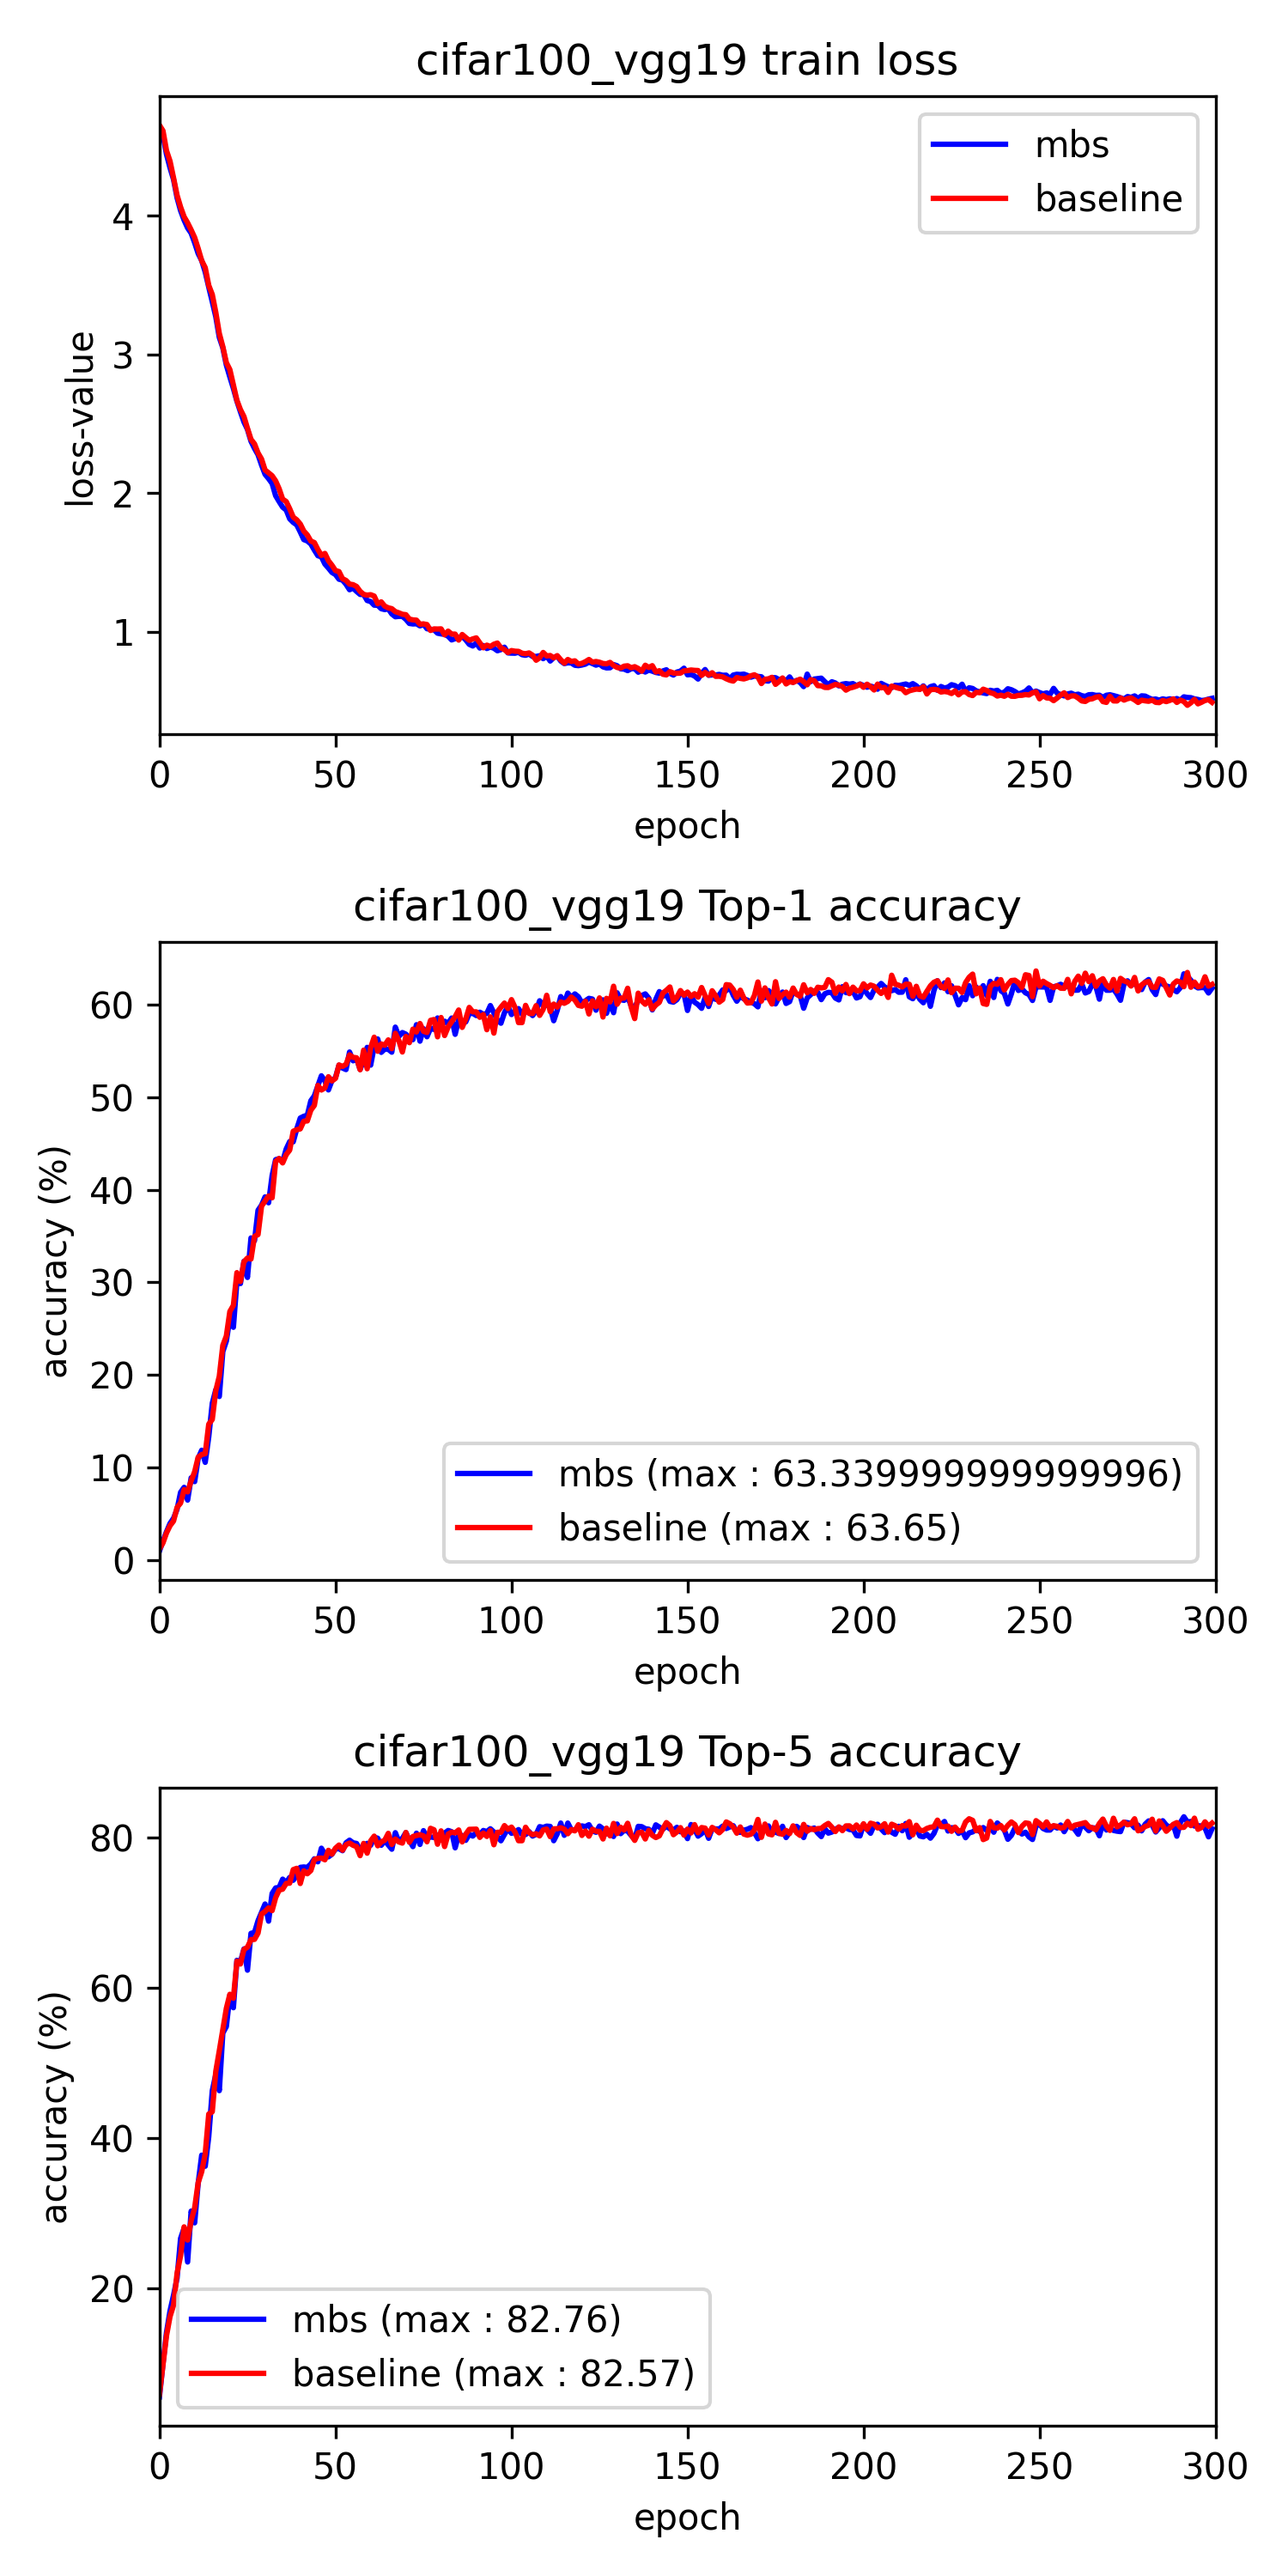 cifar100_vgg19 train loss
mbs
baseline
4
3
2
1
loss-value
0 50 100 150 200 250 300
epoch
cifar100_vgg19 Top-1 accuracy
60
50
40
30
20
10
0
accuracy (%)
mbs (max : 63.339999999999996)
baseline (max : 63.65)
0 50 100 150 200 250 300
epoch
cifar100_vgg19 Top-5 accuracy
80
60
40
20
accuracy (%)
mbs (max : 82.76)
baseline (max : 82.57)
0 50 100 150 200 250 300
epoch